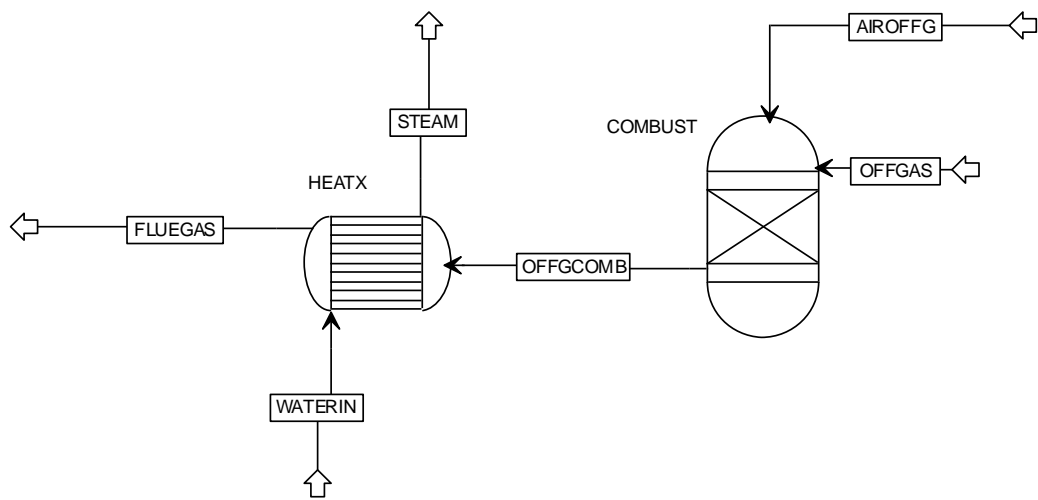 AIROFFG
STEAM
COMBUST
OFFGAS
HEATX
FLUEGAS
OFFGCOMB
WATERIN